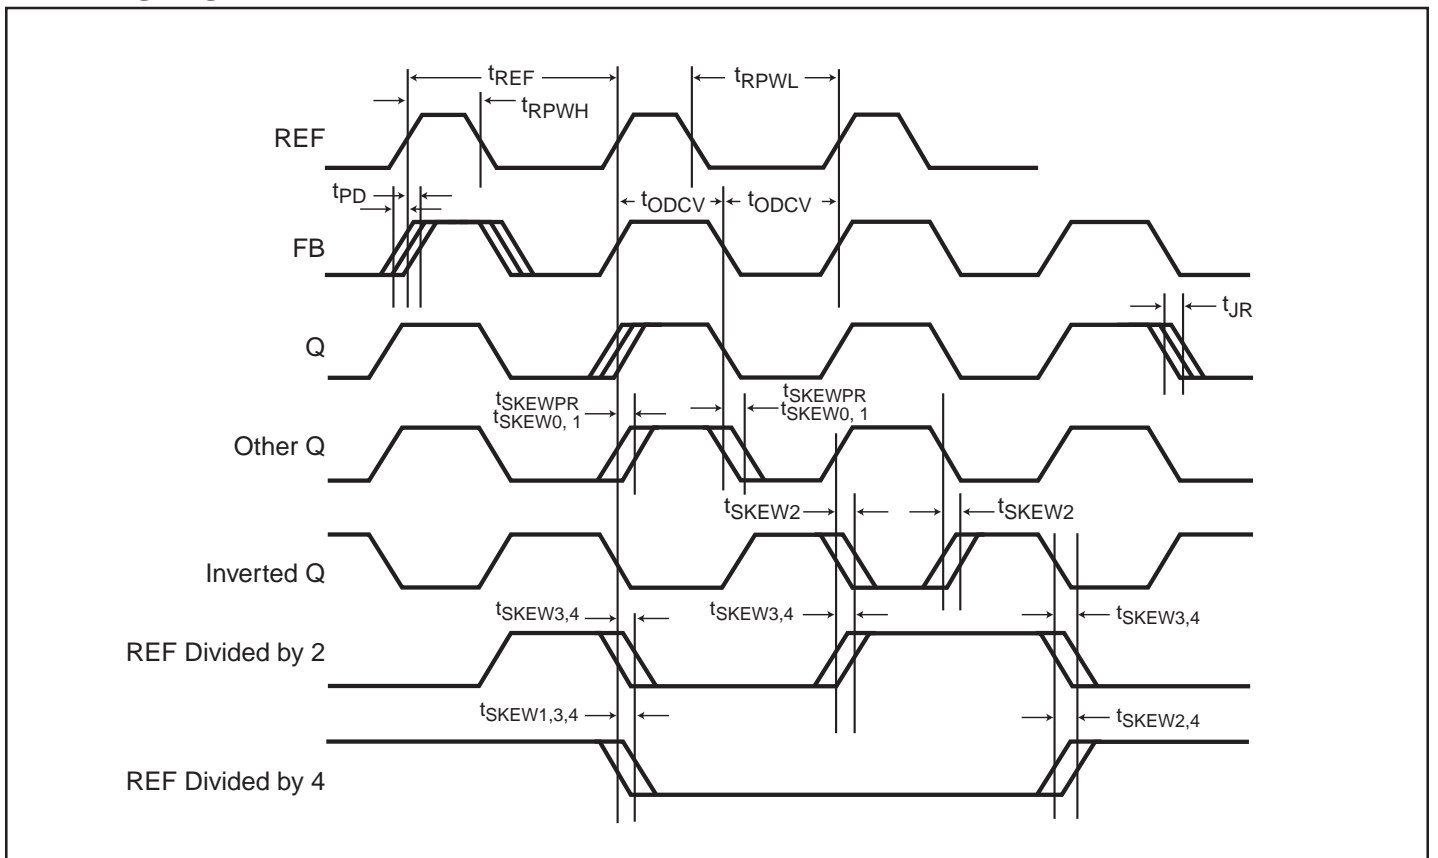 tREF
tRPWL
tRPWH
REF
tPD
tODCV
tODCV
FB
tJR
Q
tSKEWPR
tSKEW0, 1
tSKEWPR
tSKEW0, 1
Other Q
tSKEW2
tSKEW2
Inverted Q
tSKEW3,4
tSKEW3,4
tSKEW3,4
REF Divided by 2
tSKEW1,3,4
tSKEW2,4
REF Divided by 4